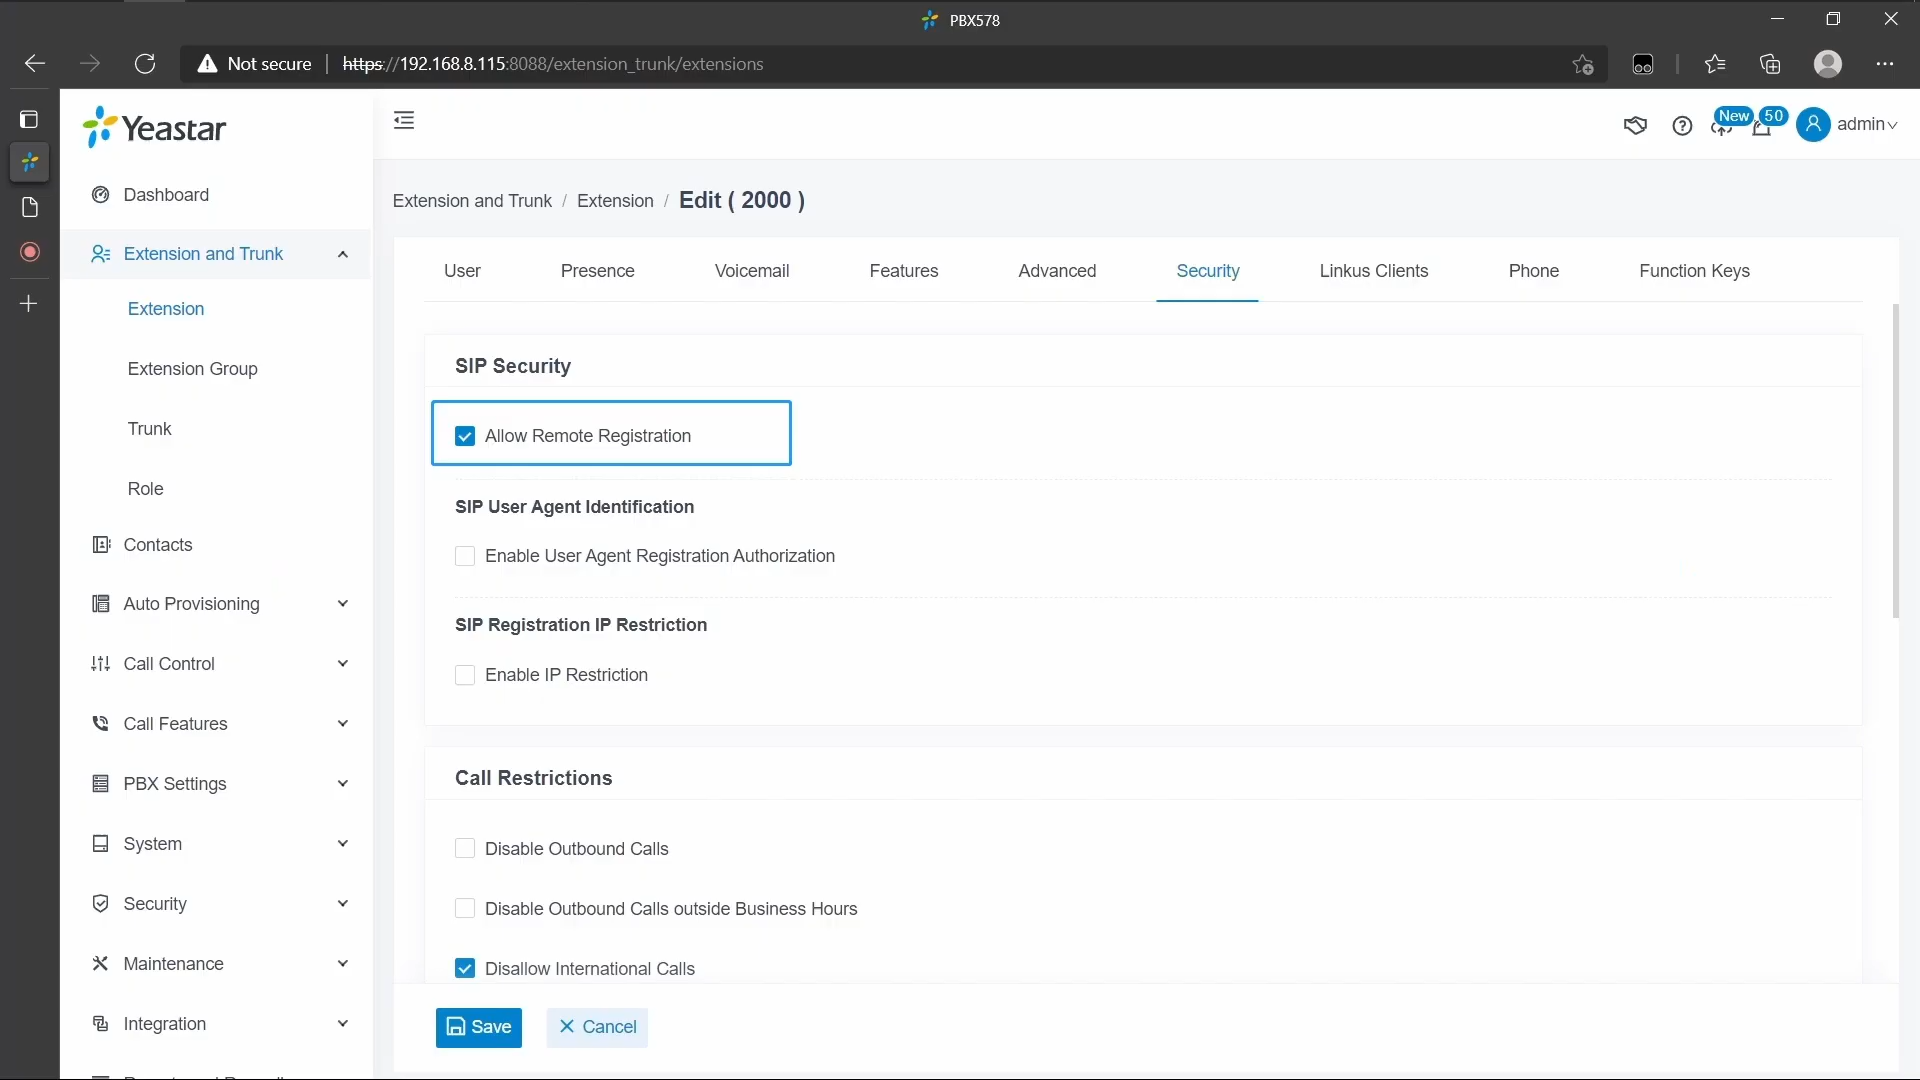 PBX578
Not secure
https://192.168.8.115:8088/extension_trunk/extensions
Yeastar
New
50
admin
Dashboard
Extension and Trunk
Extension
Extension Group
Trunk
Role
Contacts
Auto Provisioning
Call Control
Call Features
PBX Settings
System
Security
Maintenance
Integration
Extension and Trunk / Extension / Edit ( 2000 )
User
Presence
Voicemail
Features
Advanced
Security
Linkus Clients
Phone
Function Keys
SIP Security
Allow Remote Registration
SIP User Agent Identification
Enable User Agent Registration Authorization
SIP Registration IP Restriction
Enable IP Restriction
Call Restrictions
Disable Outbound Calls
Disable Outbound Calls outside Business Hours
Disallow International Calls
Save
Cancel